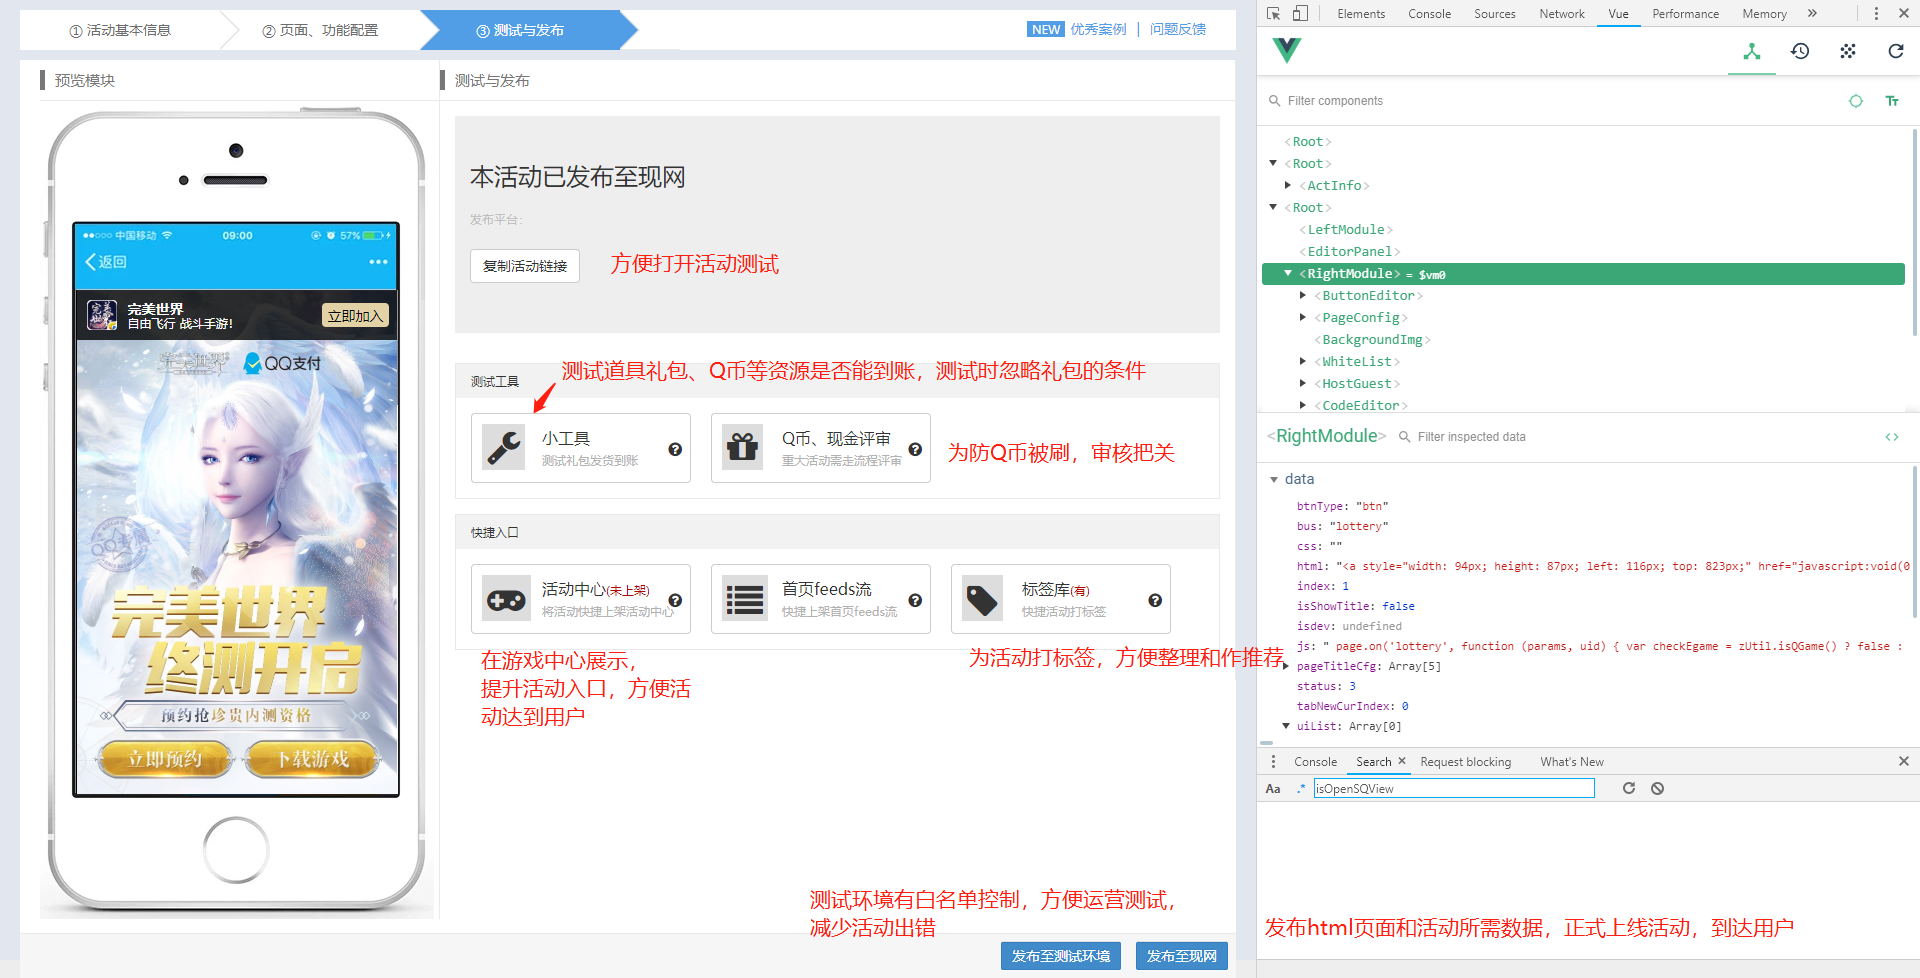 ① 活动基本信息
② 页面、功能配置
③ 测试与发布
NEW 优秀案例 | 问题反馈
预览模块
测试与发布
中国移动
09:00
57%
返回
完美世界
自由飞行 战斗手游!
立即加入
完美世界
QQ支付
完美世界
终测开启
预约抢珍贵内测资格
立即预约
下载游戏
本活动已发布至现网
发布平台:
复制活动链接
方便打开活动测试
测试工具
测试道具礼包、Q币等资源是否能到账，测试时忽略礼包的条件
小工具
测试礼包发货到账
Q币、现金评审
重大活动需走流程评审
为防Q币被刷，审核把关
快捷入口
活动中心(未上架)
将活动快捷上架活动中心
首页feeds流
快捷上架首页feeds流
标签库(有)
快捷活动打标签
在游戏中心展示，
提升活动入口，方便活
动达到用户
为活动打标签，方便整理和作推荐
测试环境有白名单控制，方便运营测试，
减少活动出错
发布至测试环境
发布至现网
Elements
Console
Sources
Network
Vue
Performance
Memory
Filter components
<Root>
<Root>
<ActInfo>
<Root>
<LeftModule>
<EditorPanel>
<RightModule> = $vm0
<ButtonEditor>
<PageConfig>
<BackgroundImg>
<WhiteList>
<HostGuest>
<CodeEditor>
<RightModule>
Filter inspected data
data
btnType: "btn"
bus: "lottery"
css: ""
html: "<a style="width: 94px; height: 87px; left: 116px; top: 823px;" href="javascript:void(0
index: 1
isShowTitle: false
isdev: undefined
js: " page.on('lottery', function (params, uid) { var checkEgame = zUtil.isQGame() ? false :
pageTitleCfg: Array[5]
status: 3
tabNewCurIndex: 0
uiList: Array[0]
Console
Search
Request blocking
What's New
Aa
.*
isOpenSQView
发布html页面和活动所需数据，正式上线活动，到达用户